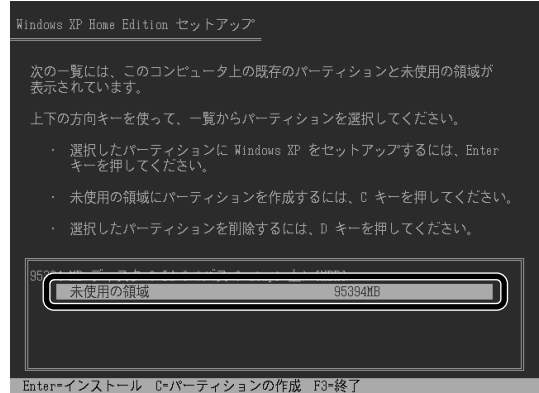 Windows XP Home Edition セットアップ
次の一覧には、このコンピュータ上の既存のパーティションと未使用の領域が
表示されています。
上下の方向キーを使って、一覧からパーティションを選択してください。
・ 選択したパーティションに Windows XP をセットアップするには、Enter
キーを押してください。
・ 未使用の領域にパーティションを作成するには、C キーを押してください。
・ 選択したパーティションを削除するには、D キーを押してください。
未使用の領域 95394MB
Enter=インストール C=パーティションの作成 F3=終了